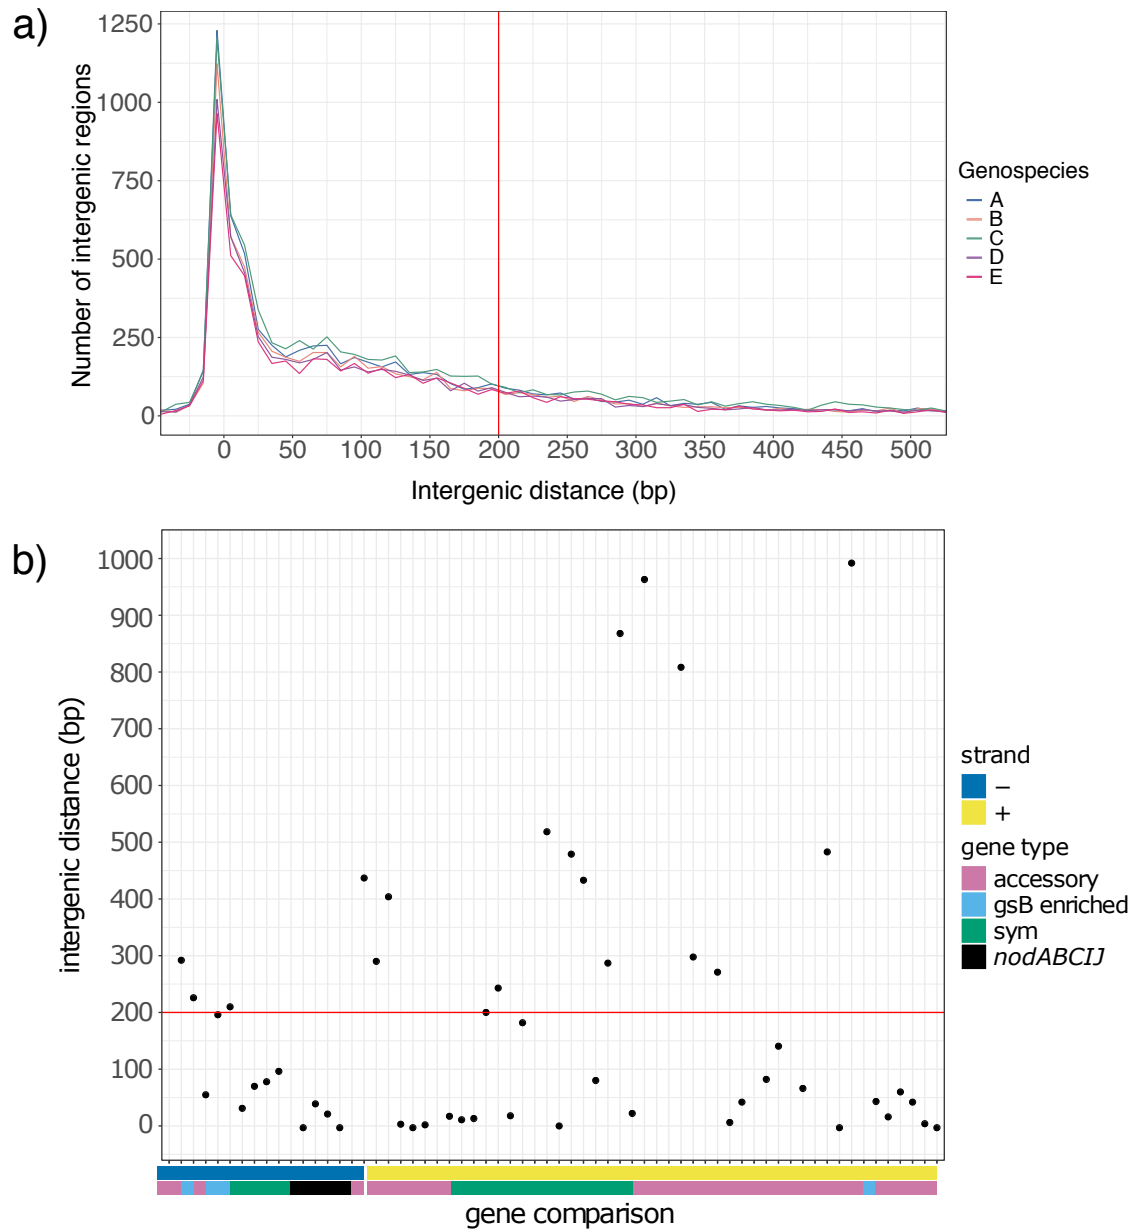 a)
Number of intergenic regions
1250
1000
750
500
250
0
0 50 100 150 200 250 300 350 400 450 500
Intergenic distance (bp)
Genospecies
A
B
C
D
E
b)
intergenic distance (bp)
1000
900
800
700
600
500
400
300
200
100
0
gene comparison
strand
−
+
gene type
accessory
gsB enriched
sym
nodABCIJ